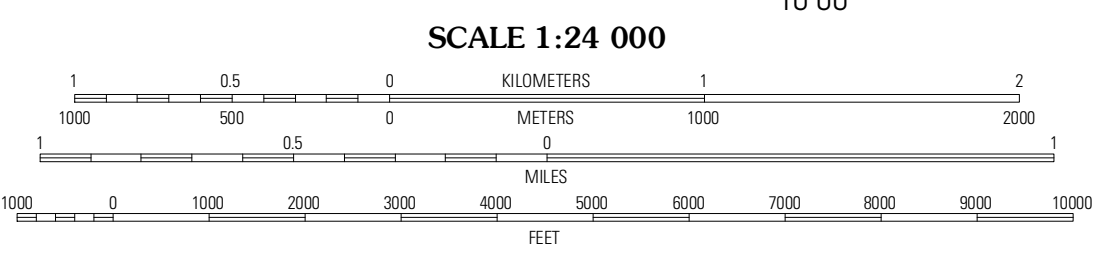 SCALE 1:24 000
1 0.5 0 KILOMETERS 1 2
1000 500 0 METERS 1000 2000
1 0.5 0 1
MILES
1000 0 1000 2000 3000 4000 5000 6000 7000 8000 9000 10000
FEET